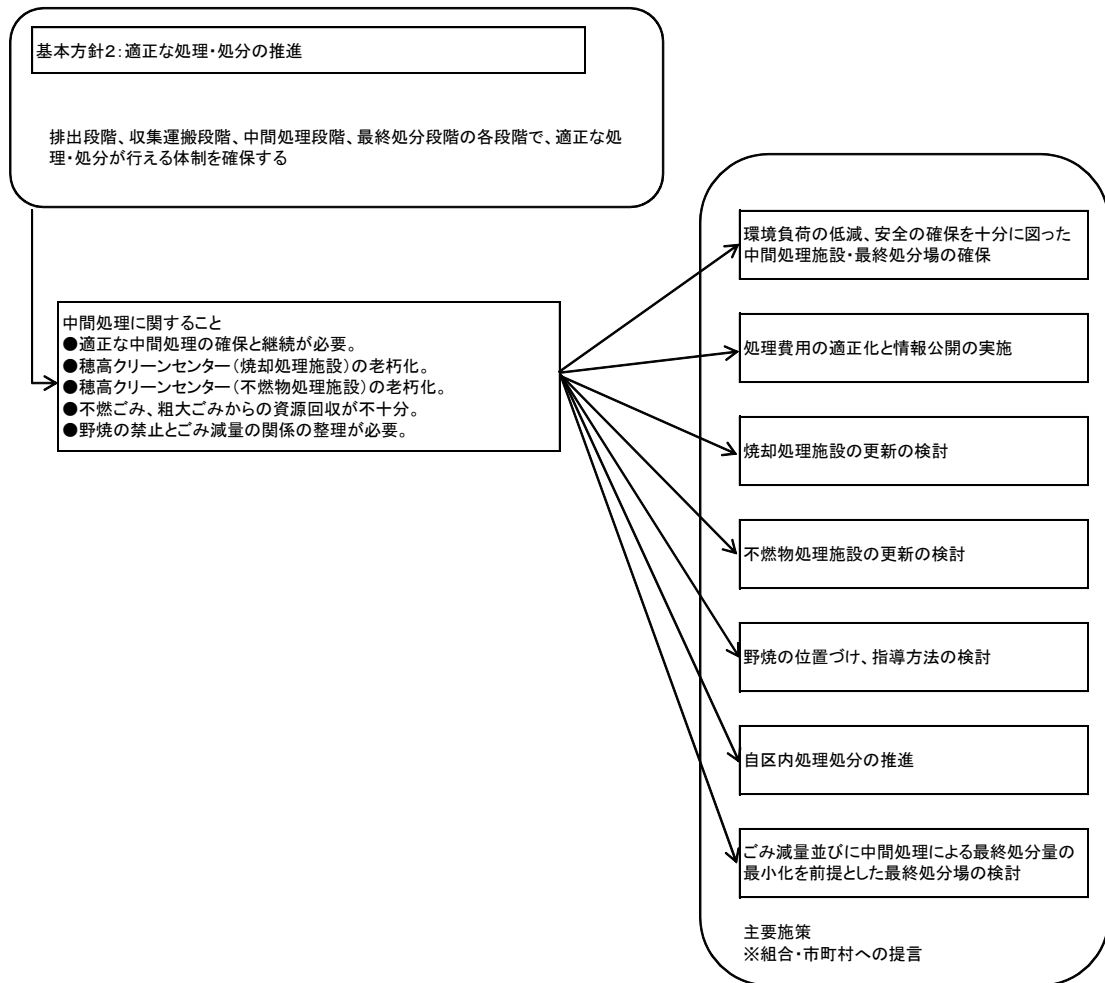 基本方針2:適正な処理・処分の推進
排出段階、収集運搬段階、中間処理段階、最終処分段階の各段階で、適正な処
理・処分が行える体制を確保する
中間処理に関すること
●適正な中間処理の確保と継続が必要。
●穂高クリーンセンター(焼却処理施設)の老朽化。
●穂高クリーンセンター(不燃物処理施設)の老朽化。
●不燃ごみ、粗大ごみからの資源回収が不十分。
●野焼の禁止とごみ減量の関係の整理が必要。
環境負荷の低減、安全の確保を十分に図った
中間処理施設・最終処分場の確保
処理費用の適正化と情報公開の実施
焼却処理施設の更新の検討
不燃物処理施設の更新の検討
野焼の位置づけ、指導方法の検討
自区内処理処分の推進
ごみ減量並びに中間処理による最終処分量の
最小化を前提とした最終処分場の検討
主要施策
※組合・市町村への提言